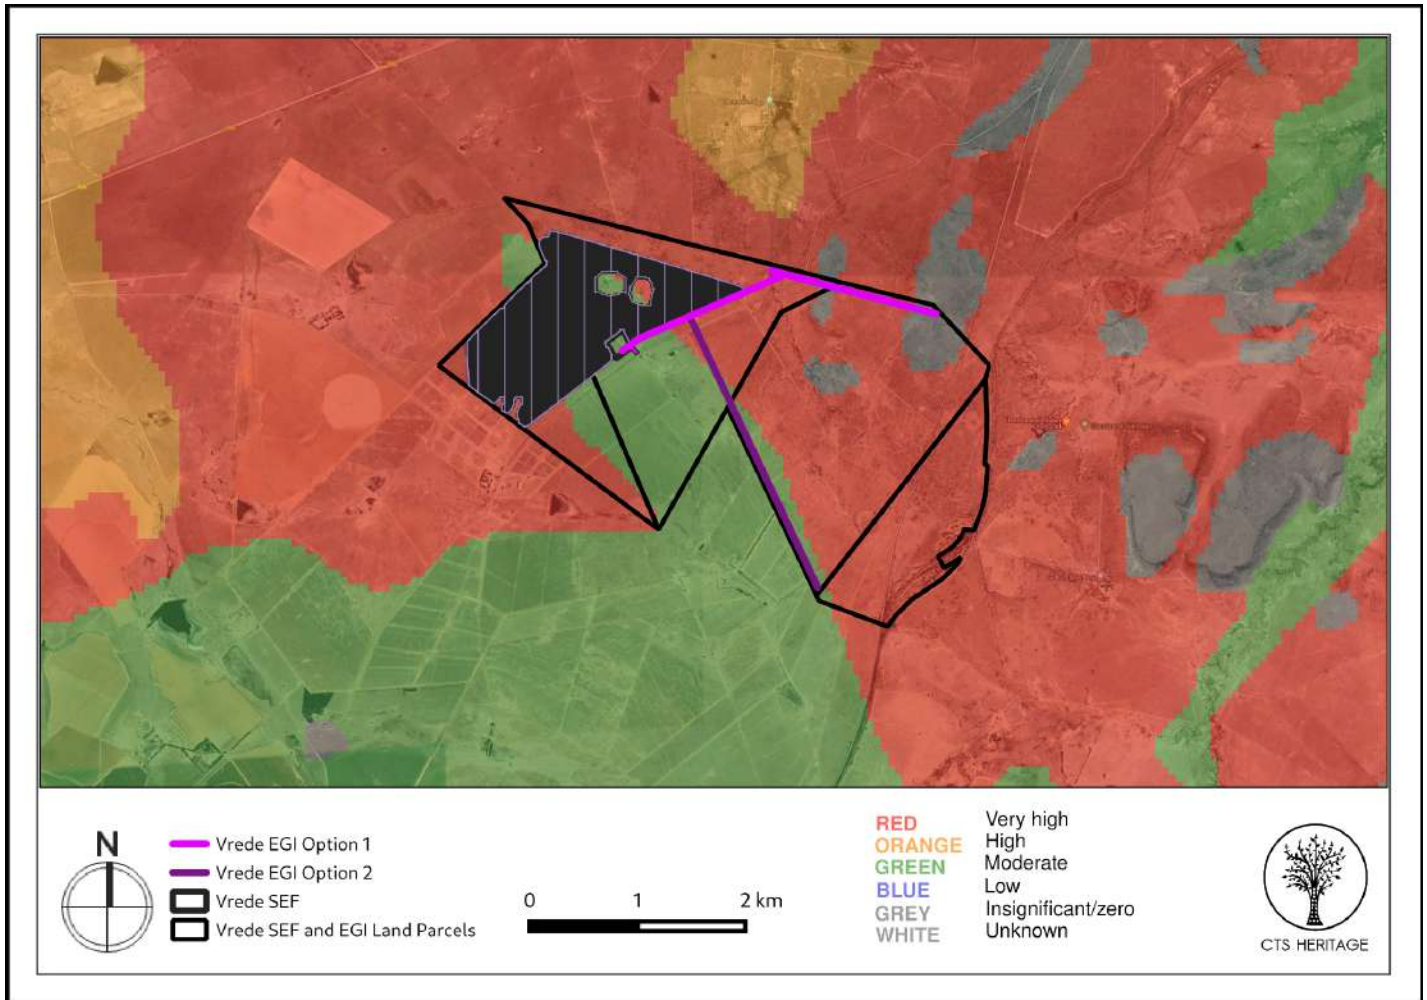 N
Vrede EGI Option 1
Vrede EGI Option 2
Vrede SEF
Vrede SEF and EGI Land Parcels
0 1 2 km
RED Very high
ORANGE High
GREEN Moderate
BLUE Low
GREY Insignificant/zero
WHITE Unknown
CTS HERITAGE